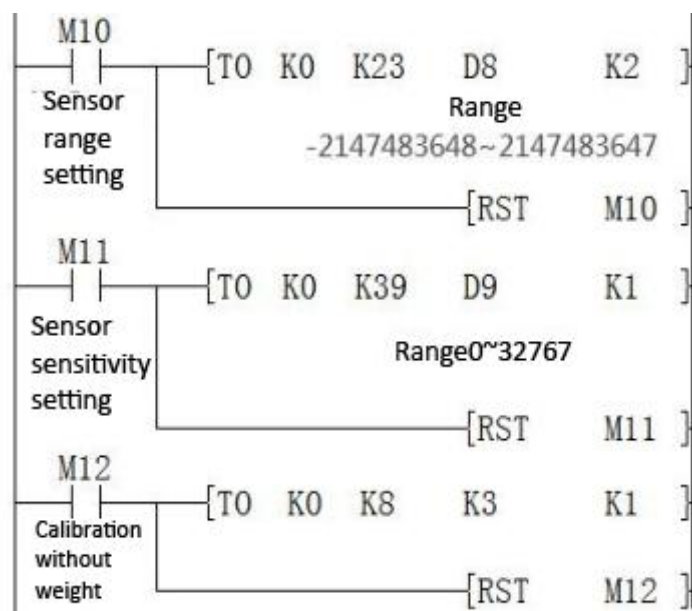 M10
[TO K0 K23 D8 K2 ]
Sensor
range
setting
Range
-2147483648~2147483647
[RST M10 ]
M11
[TO K0 K39 D9 K1 ]
Sensor
sensitivity
setting
Range0~32767
[RST M11 ]
M12
[TO K0 K8 K3 K1 ]
Calibration
without
weight
[RST M12 ]